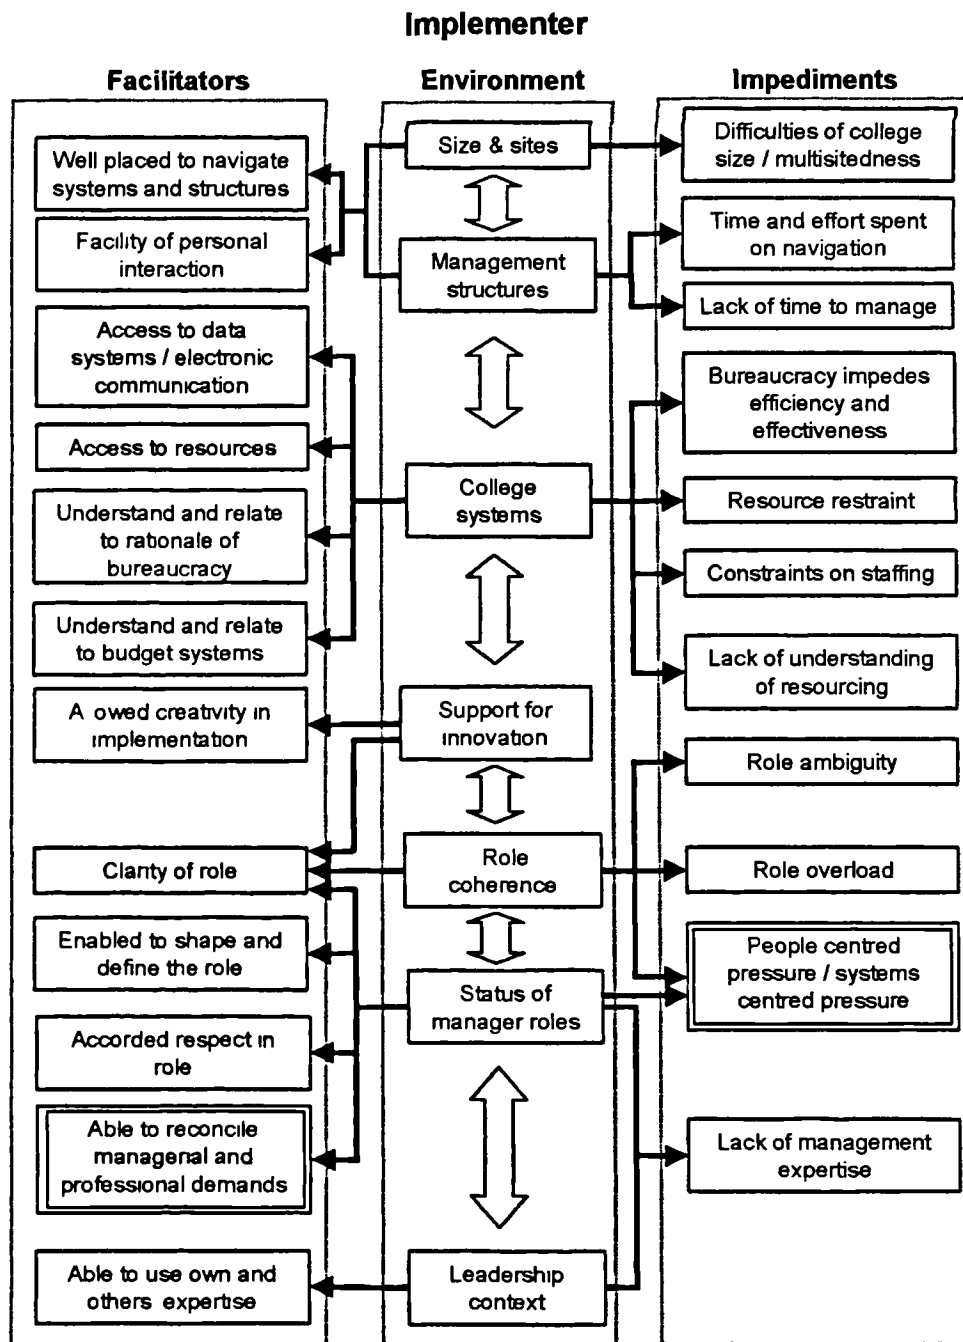 Implementer
Facilitators
Environment
Impediments
Well placed to navigate
systems and structures
Facility of personal
interaction
Access to data
systems / electronic
communication
Access to resources
Understand and relate
to rationale of
bureaucracy
Understand and relate
to budget systems
A owed creativity in
implementation
Clarity of role
Enabled to shape and
define the role
Accorded respect in
role
Able to reconcile
managerial and
professional demands
Able to use own and
others expertise
Size & sites
Management
structures
College
systems
Support for
innovation
Role
coherence
Status of
manager roles
Leadership
context
Difficulties of college
size / multisitedness
Time and effort spent
on navigation
Lack of time to manage
Bureaucracy impedes
efficiency and
effectiveness
Resource restraint
Constraints on staffing
Lack of understanding
of resourcing
Role ambiguity
Role overload
People centred
pressure / systems
centred pressure
Lack of management
expertise